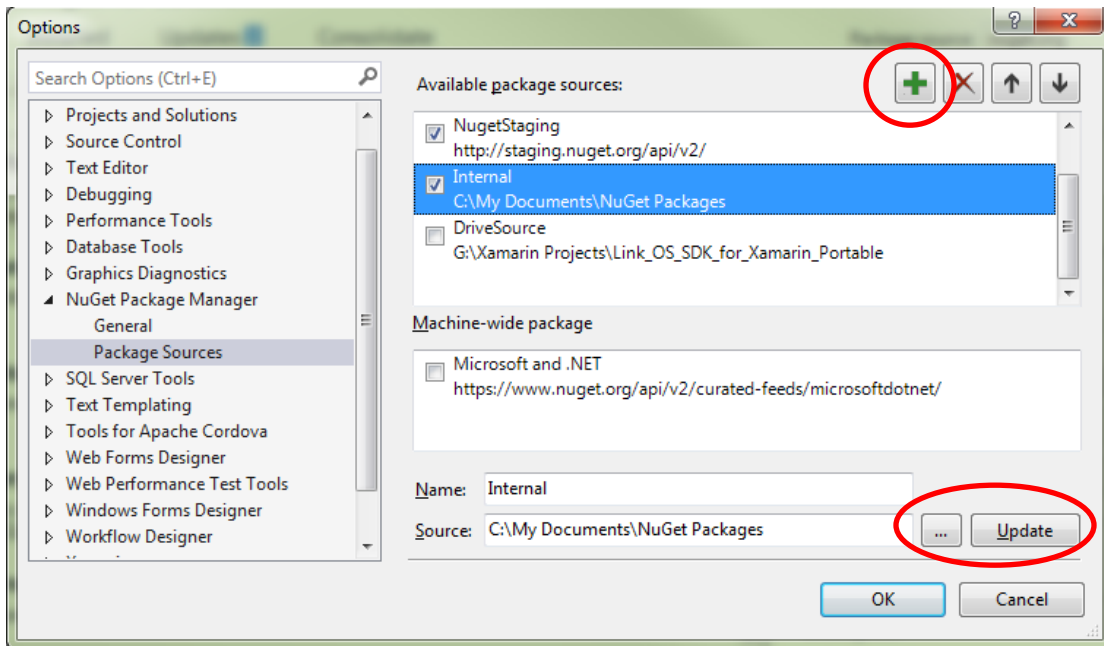 Options
Search Options (Ctrl+E)
Projects and Solutions
Source Control
Text Editor
Debugging
Performance Tools
Database Tools
Graphics Diagnostics
NuGet Package Manager
General
Package Sources
SQL Server Tools
Text Templating
Tools for Apache Cordova
Web Forms Designer
Web Performance Test Tools
Windows Forms Designer
Workflow Designer
Available package sources:
NugetStaging
http://staging.nuget.org/api/v2/
Internal
C:\My Documents\NuGet Packages
DriveSource
G:\Xamarin Projects\Link_OS_SDK_for_Xamarin_Portable
Machine-wide package
Microsoft and .NET
https://www.nuget.org/api/v2/curated-feeds/microsoftdotnet/
Name: Internal
Source: C:\My Documents\NuGet Packages ... Update
OK Cancel